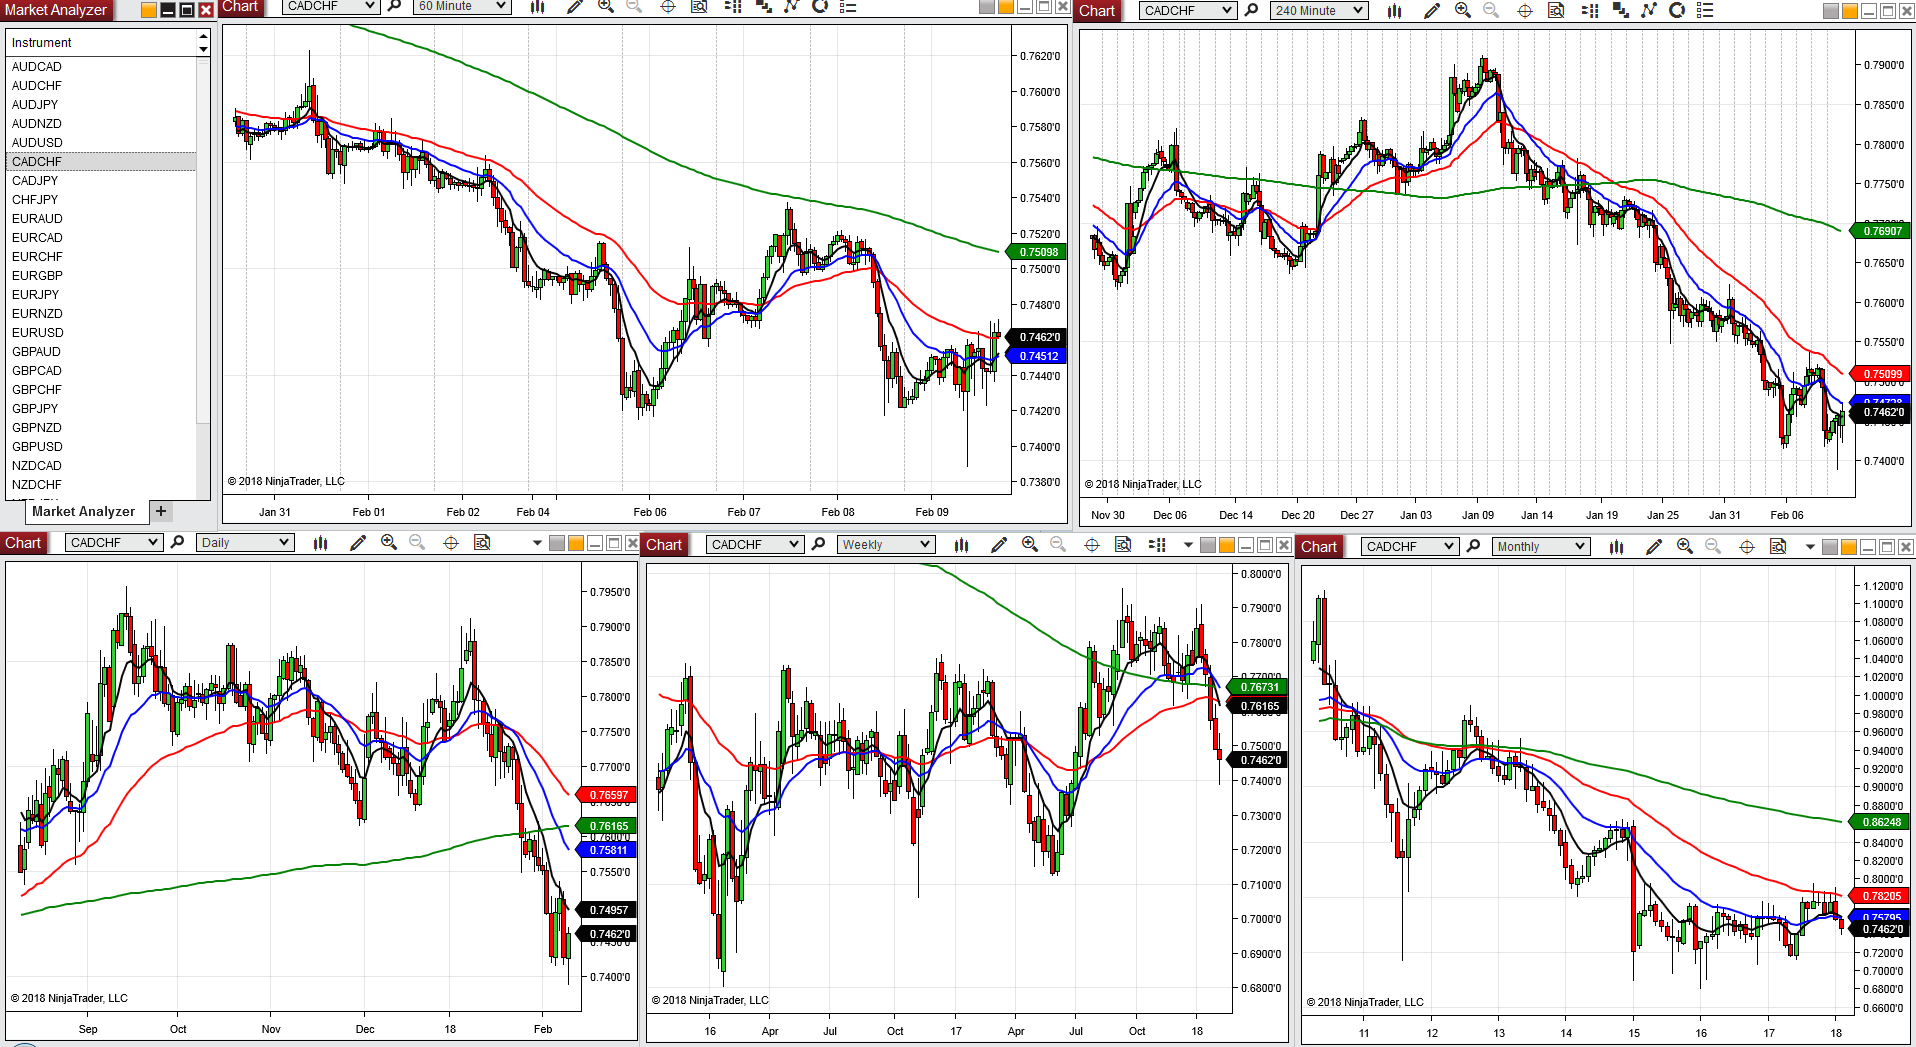 Market Analyzer
Instrument
AUDCAD
AUDCHF
AUDJPY
AUDNZD
AUDUSD
CADCHF
CADJPY
CHFJPY
EURAUD
EURCAD
EURCHF
EURGBP
EURJPY
EURNZD
EURUSD
GBPAUD
GBPCAD
GBPCHF
GBPJPY
GBPNZD
GBPUSD
NZDCAD
NZDCHF
Market Analyzer +
Chart CADCHF 60 Minute
0.7620'0
0.7600'0
0.7580'0
0.7560'0
0.7540'0
0.7520'0
0.75098
0.7500'0
0.7480'0
0.7462'0
0.74512
0.7440'0
0.7420'0
0.7400'0
0.7380'0
© 2018 NinjaTrader, LLC
Jan 31 Feb 01 Feb 02 Feb 04 Feb 06 Feb 07 Feb 08 Feb 09
Chart CADCHF 240 Minute
0.7900'0
0.7850'0
0.7800'0
0.7750'0
0.76907
0.7650'0
0.7600'0
0.7550'0
0.75099
0.7462'0
0.7400'0
© 2018 NinjaTrader, LLC
Nov 30 Dec 06 Dec 14 Dec 20 Dec 27 Jan 03 Jan 09 Jan 14 Jan 19 Jan 25 Jan 31 Feb 06
Chart CADCHF Daily
0.7950'0
0.7900'0
0.7850'0
0.7800'0
0.7750'0
0.7700'0
0.76597
0.76165
0.75811
0.7550'0
0.74957
0.7462'0
0.7400'0
© 2018 NinjaTrader, LLC
Sep Oct Nov Dec 18 Feb
Chart CADCHF Weekly
0.8000'0
0.7900'0
0.7800'0
0.76731
0.76165
0.7500'0
0.7462'0
0.7400'0
0.7300'0
0.7200'0
0.7100'0
0.7000'0
0.6900'0
0.6800'0
© 2018 NinjaTrader, LLC
16 Apr Jul Oct 17 Apr Jul Oct 18
Chart CADCHF Monthly
1.1200'0
1.1000'0
1.0800'0
1.0600'0
1.0400'0
1.0200'0
1.0000'0
0.9800'0
0.9600'0
0.9400'0
0.9200'0
0.9000'0
0.8800'0
0.86248
0.8400'0
0.8200'0
0.8000'0
0.78205
0.75795
0.7462'0
0.7200'0
0.7000'0
0.6800'0
0.6600'0
© 2018 NinjaTrader, LLC
11 12 13 14 15 16 17 18